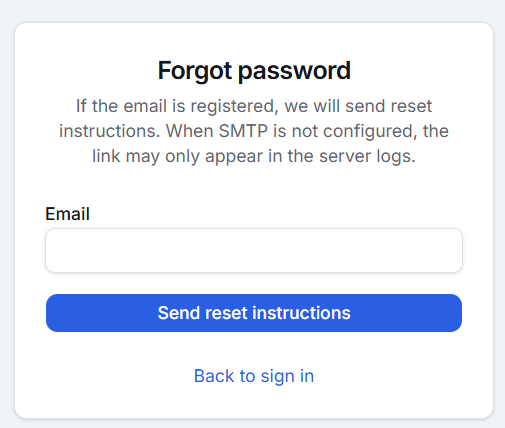 Forgot password
If the email is registered, we will send reset
instructions. When SMTP is not configured, the
link may only appear in the server logs.
Email
Send reset instructions
Back to sign in